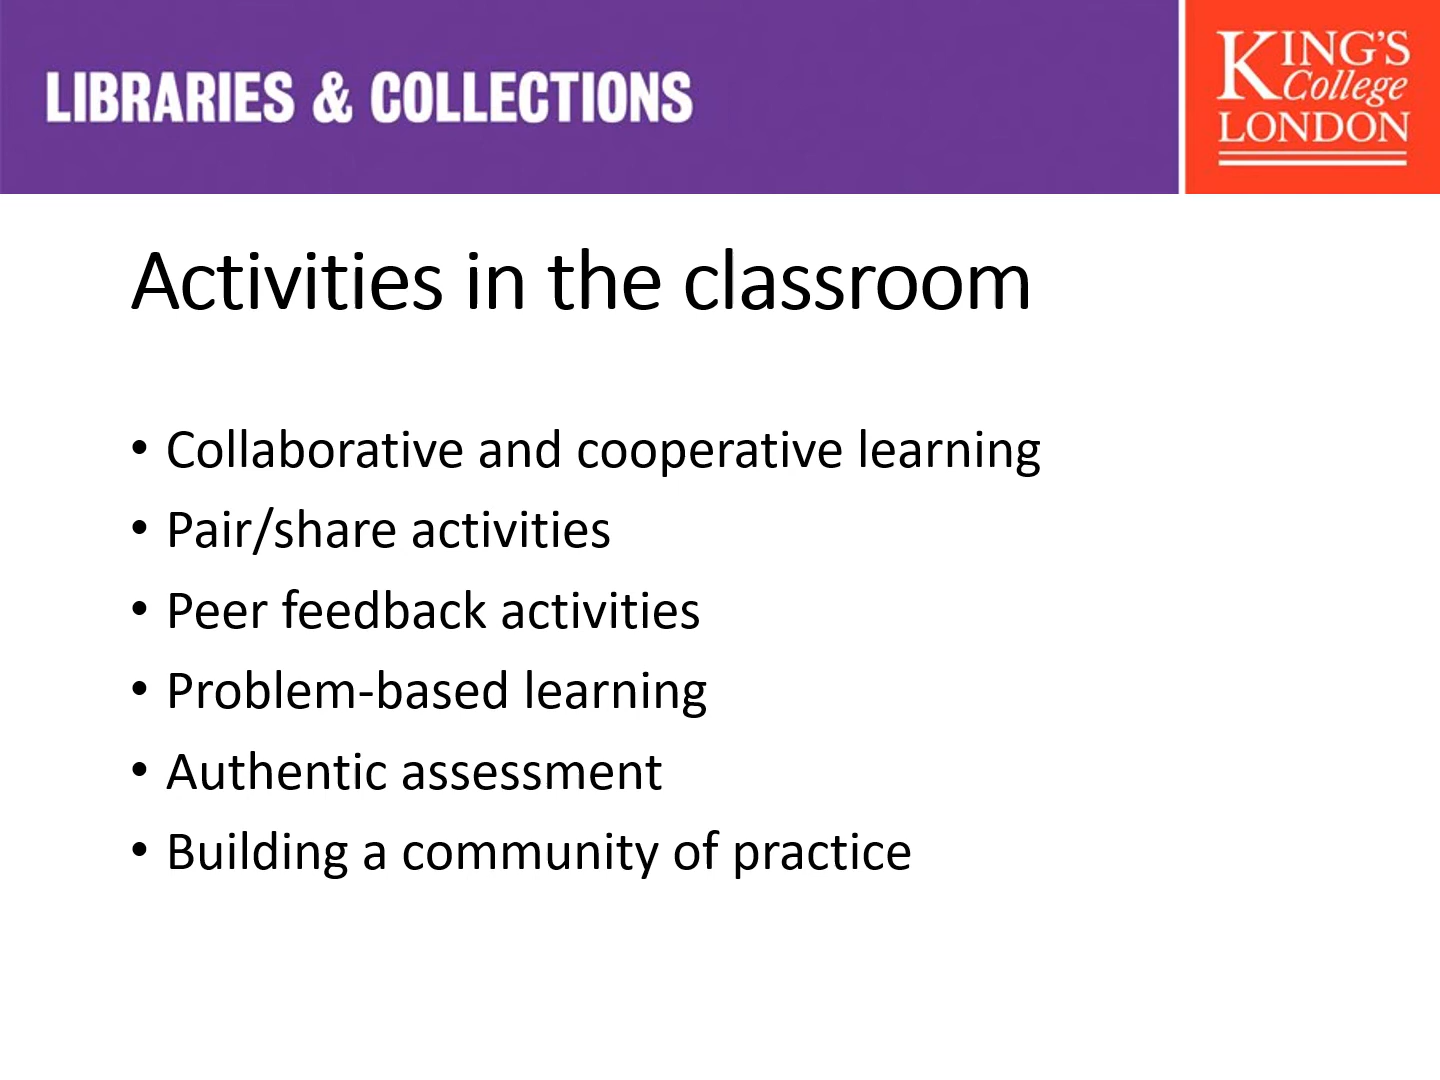 LIBRARIES & COLLECTIONS
KING'S
College
LONDON
Activities in the classroom
• Collaborative and cooperative learning
• Pair/share activities
• Peer feedback activities
• Problem-based learning
• Authentic assessment
• Building a community of practice